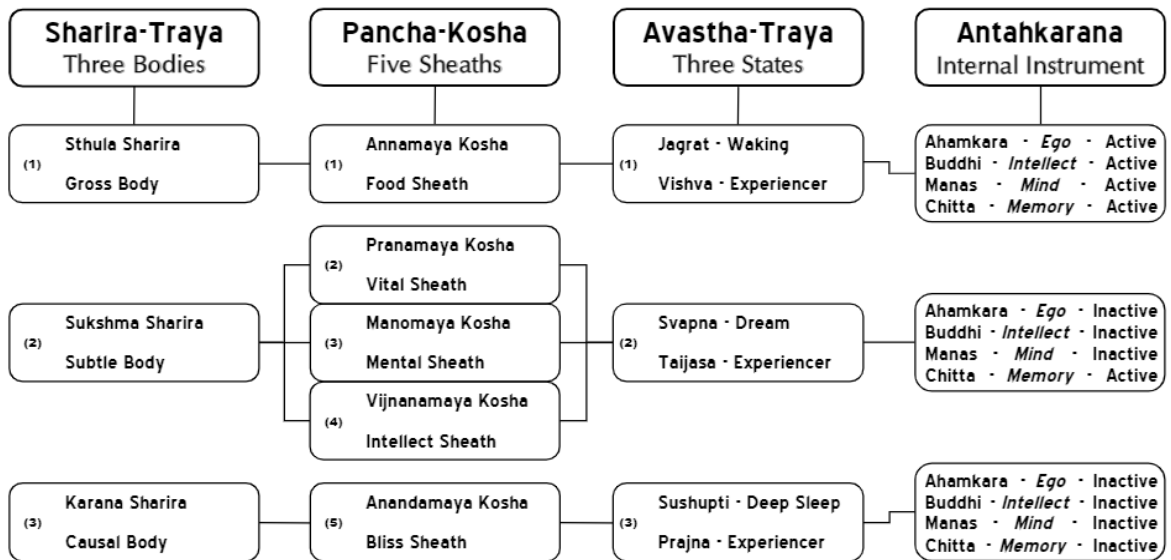 Sharira-Traya
Three Bodies
Pancha-Kosha
Five Sheaths
Avastha-Traya
Three States
Antahkarana
Internal Instrument
(1)
Sthula Sharira
Gross Body
(1)
Annamaya Kosha
Food Sheath
(1)
Jagrat - Waking
Vishva - Experiencer
Ahamkara - Ego - Active
Buddhi - Intellect - Active
Manas - Mind - Active
Chitta - Memory - Active
(2)
Sukshma Sharira
Subtle Body
(2)
Pranamaya Kosha
Vital Sheath
(3)
Manomaya Kosha
Mental Sheath
(4)
Vijnanamaya Kosha
Intellect Sheath
(2)
Svapna - Dream
Taijasa - Experiencer
Ahamkara - Ego - Inactive
Buddhi - Intellect - Inactive
Manas - Mind - Inactive
Chitta - Memory - Active
(3)
Karana Sharira
Causal Body
(5)
Anandamaya Kosha
Bliss Sheath
(3)
Sushupti - Deep Sleep
Prajna - Experiencer
Ahamkara - Ego - Inactive
Buddhi - Intellect - Inactive
Manas - Mind - Inactive
Chitta - Memory - Inactive